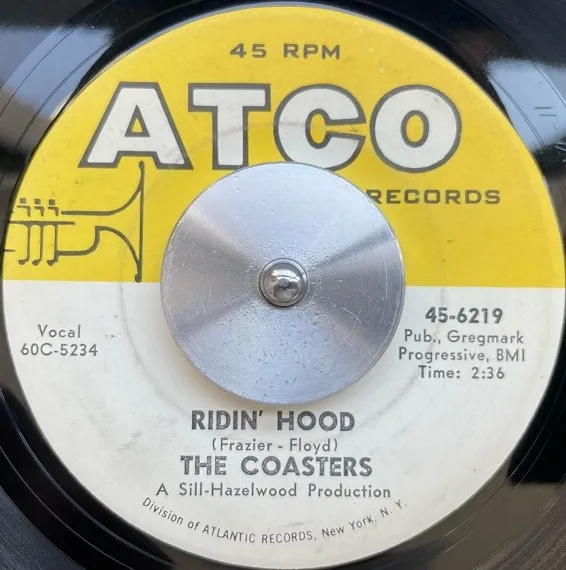 45 RPM
ATCO
RECORDS
Vocal
60C-5234
45-6219
Pub., Gregmark
Progressive, BMI
Time: 2:36
RIDIN' HOOD
(Frazier - Floyd)
THE COASTERS
A Sill-Hazelwood Production
Division of ATLANTIC RECORDS, New York, N. Y.